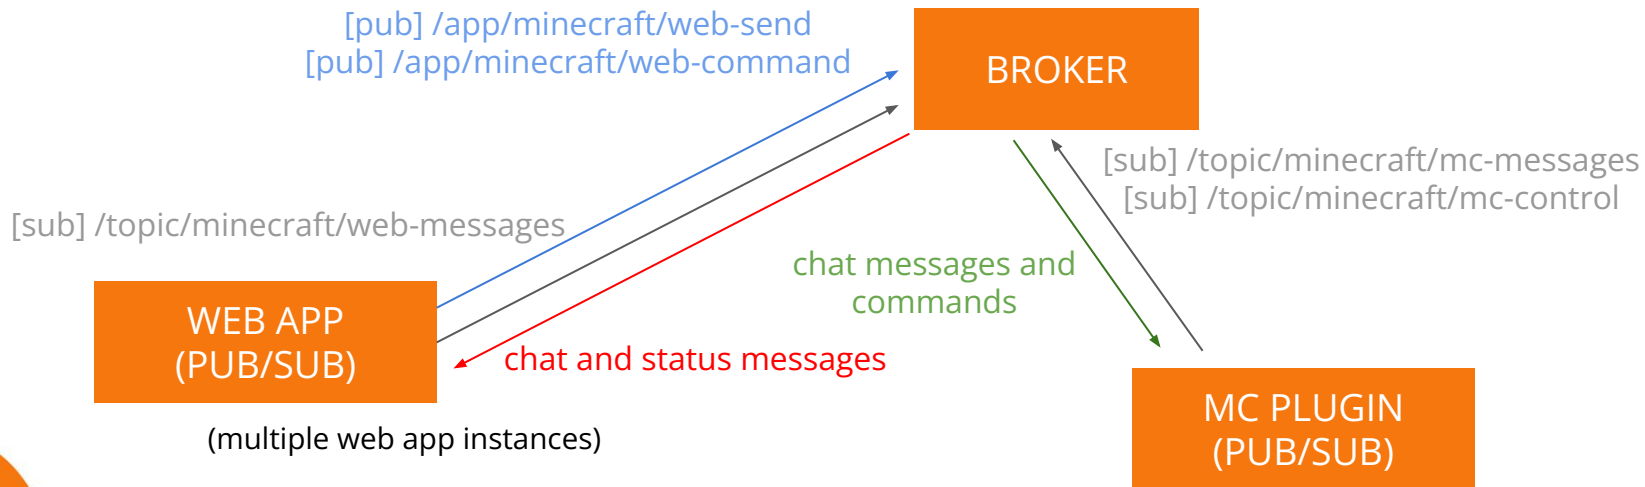 [pub] /app/minecraft/web-send
[pub] /app/minecraft/web-command
BROKER
[sub] /topic/minecraft/mc-messages
[sub] /topic/minecraft/mc-control
[sub] /topic/minecraft/web-messages
chat messages and
commands
WEB APP
(PUB/SUB)
chat and status messages
MC PLUGIN
(PUB/SUB)
(multiple web app instances)